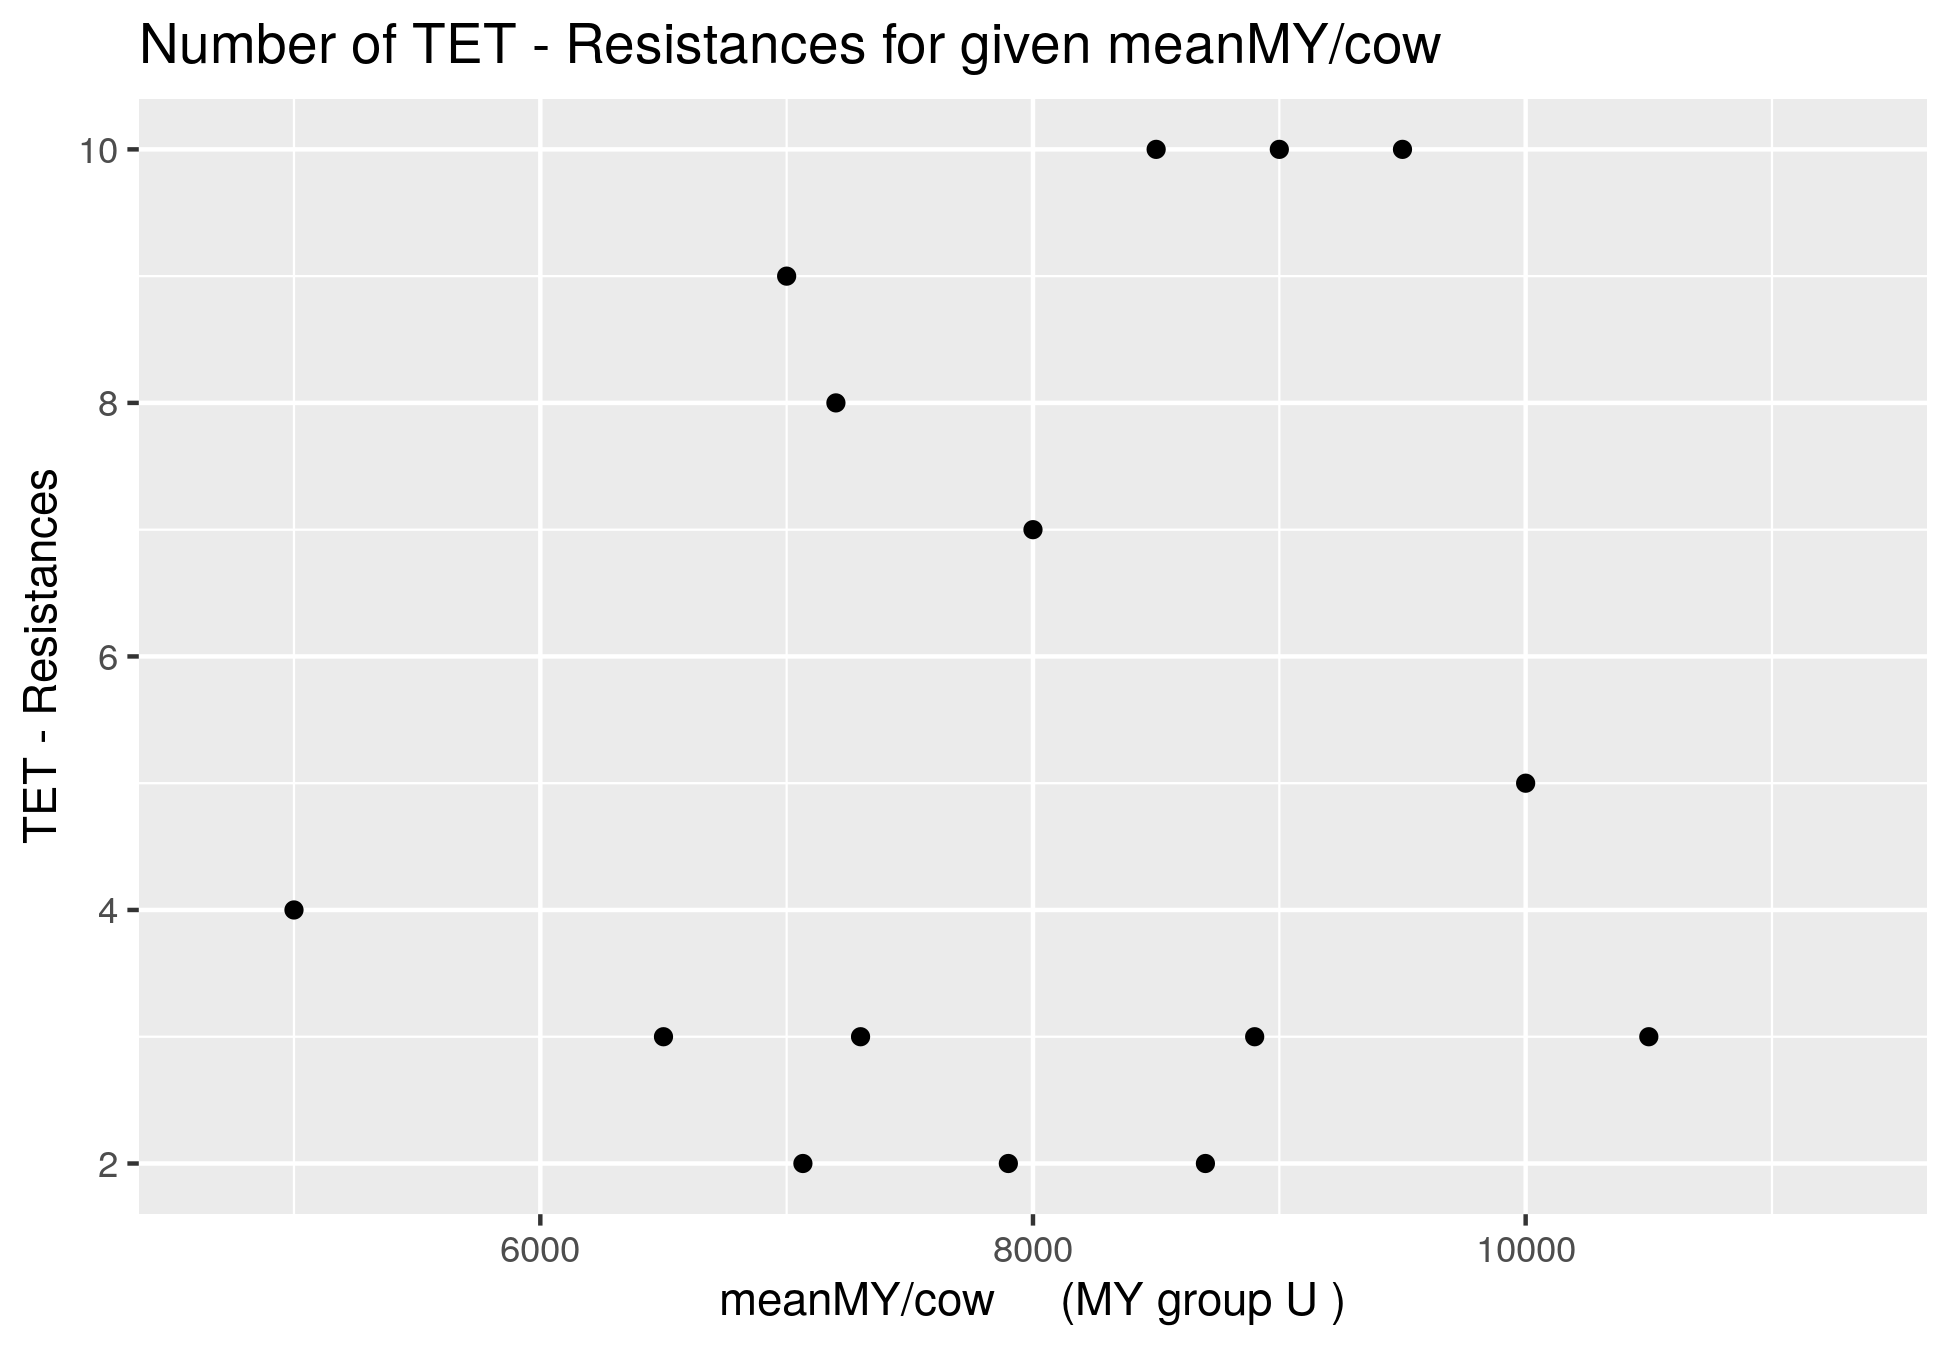 Number of TET - Resistances for given meanMY/cow
TET - Resistances
10
8
6
4
2
6000 8000 10000
meanMY/cow (MY group U )